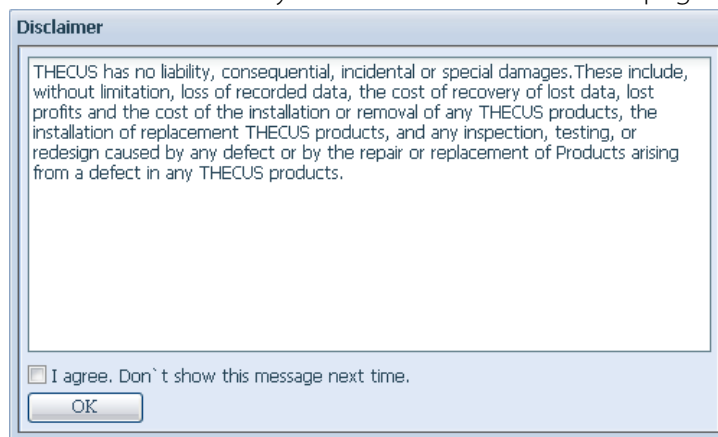 Disclaimer
THECUS has no liability, consequential, incidental or special damages.These include,
without limitation, loss of recorded data, the cost of recovery of lost data, lost
profits and the cost of the installation or removal of any THECUS products, the
installation of replacement THECUS products, and any inspection, testing, or
redesign caused by any defect or by the repair or replacement of Products arising
from a defect in any THECUS products.
I agree. Don`t show this message next time.
OK